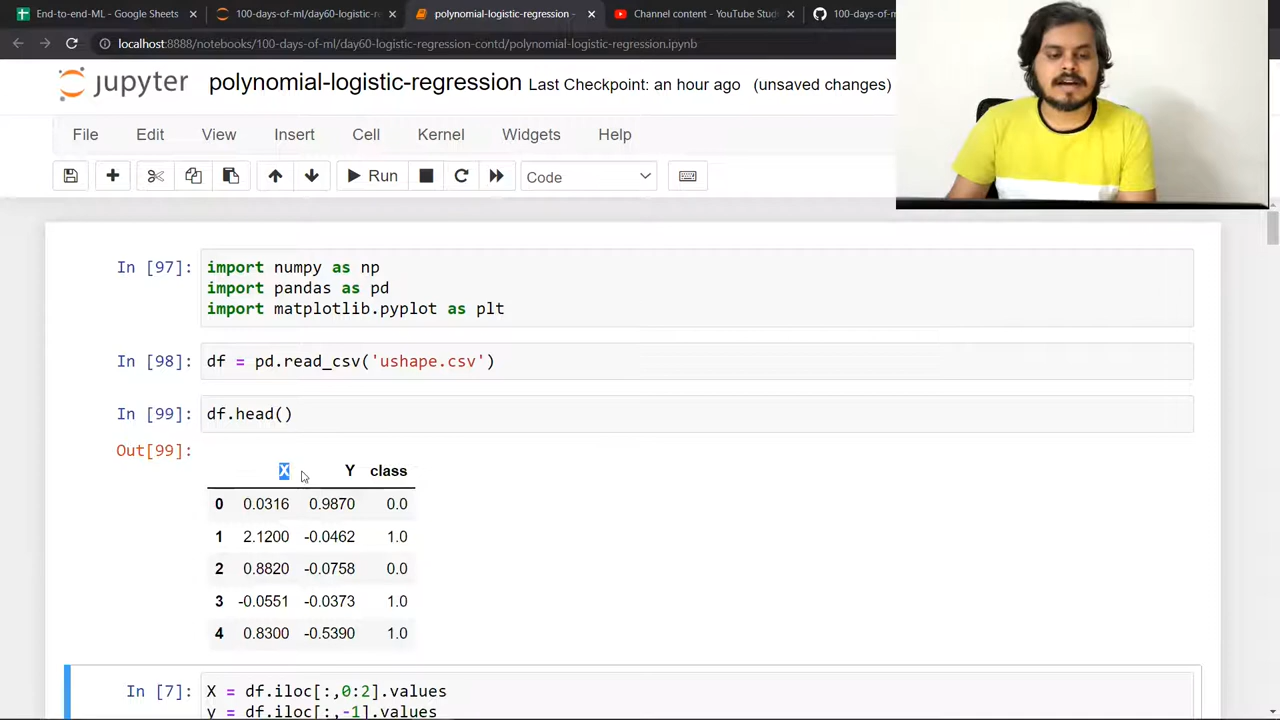 End-to-end-ML - Google Sheets
100-days-of-ml/day60-logistic-re
polynomial-logistic-regression -
Channel content - YouTube Stud
100-days-of-m
localhost:8888/notebooks/100-days-of-ml/day60-logistic-regression-contd/polynomial-logistic-regression.ipynb
jupyter polynomial-logistic-regression Last Checkpoint: an hour ago (unsaved changes)
File Edit View Insert Cell Kernel Widgets Help
Run Code
In [97]: import numpy as np
import pandas as pd
import matplotlib.pyplot as plt
In [98]: df = pd.read_csv('ushape.csv')
In [99]: df.head()
Out[99]:
X Y class
0 0.0316 0.9870 0.0
1 2.1200 -0.0462 1.0
2 0.8820 -0.0758 0.0
3 -0.0551 -0.0373 1.0
4 0.8300 -0.5390 1.0
In [7]: X = df.iloc[:,0:2].values
y = df.iloc[:,-1].values